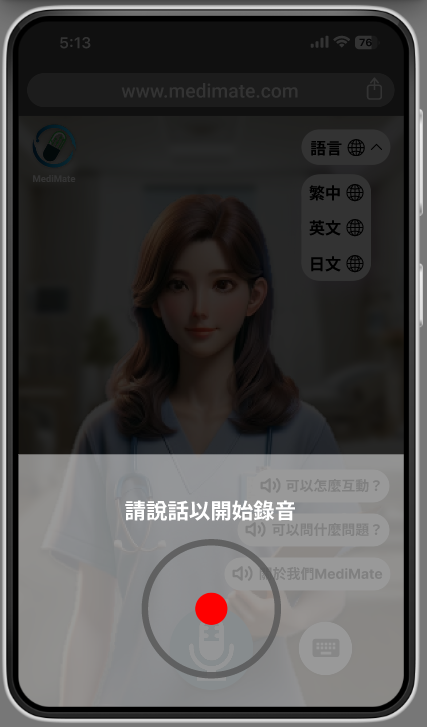 5:13
76
www.medimate.com
MediMate
語言
繁中
英文
日文
可以怎麼互動？
請說話以開始錄音
可以問什麼問題？
關於我們MediMate